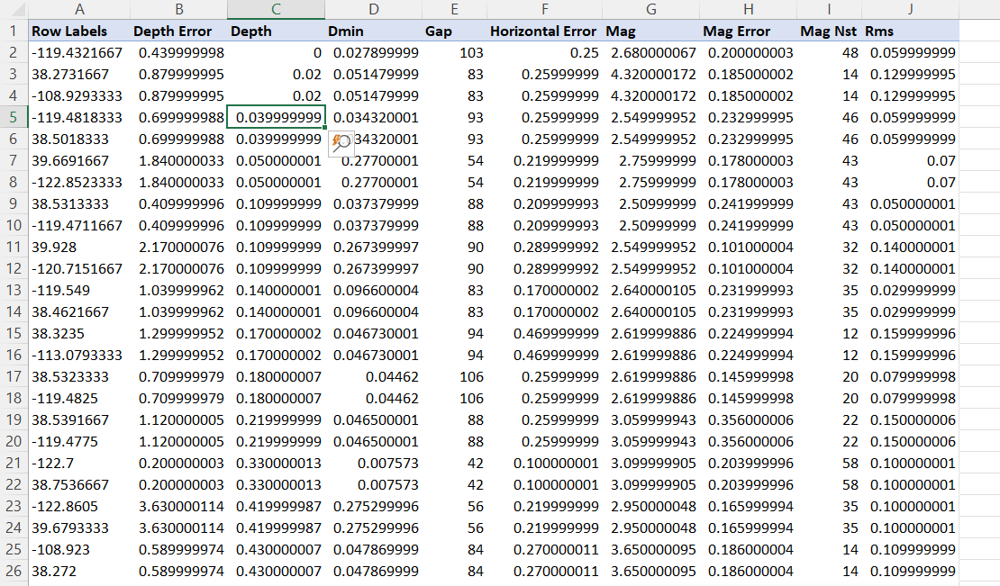 A B C D E F G H I J
1 Row Labels Depth Error Depth Dmin Gap Horizontal Error Mag Mag Error Mag Nst Rms
2 -119.4321667 0.439999998 0 0.027899999 103 0.25 2.680000067 0.200000003 48 0.059999999
3 38.2731667 0.879999995 0.02 0.051479999 83 0.25999999 4.320000172 0.185000002 14 0.129999995
4 -108.9293333 0.879999995 0.02 0.051479999 83 0.25999999 4.320000172 0.185000002 14 0.129999995
5 -119.4818333 0.699999988 0.039999999 0.034320001 93 0.25999999 2.549999952 0.232999995 46 0.059999999
6 38.5018333 0.699999988 0.039999999 34320001 93 0.25999999 2.549999952 0.232999995 46 0.059999999
7 39.6691667 1.840000033 0.050000001 0.27700001 54 0.219999999 2.75999999 0.178000003 43 0.07
8 -122.8523333 1.840000033 0.050000001 0.27700001 54 0.219999999 2.75999999 0.178000003 43 0.07
9 38.5313333 0.409999996 0.109999999 0.037379999 88 0.209999993 2.50999999 0.241999999 43 0.050000001
10 -119.4711667 0.409999996 0.109999999 0.037379999 88 0.209999993 2.50999999 0.241999999 43 0.050000001
11 39.928 2.170000076 0.109999999 0.267399997 90 0.289999992 2.549999952 0.101000004 32 0.140000001
12 -120.7151667 2.170000076 0.109999999 0.267399997 90 0.289999992 2.549999952 0.101000004 32 0.140000001
13 -119.549 1.039999962 0.140000001 0.096600004 83 0.170000002 2.640000105 0.231999993 35 0.029999999
14 38.4621667 1.039999962 0.140000001 0.096600004 83 0.170000002 2.640000105 0.231999993 35 0.029999999
15 38.3235 1.299999952 0.170000002 0.046730001 94 0.469999999 2.619999886 0.224999994 12 0.159999996
16 -113.0793333 1.299999952 0.170000002 0.046730001 94 0.469999999 2.619999886 0.224999994 12 0.159999996
17 38.5323333 0.709999979 0.180000007 0.04462 106 0.25999999 2.619999886 0.145999998 20 0.079999998
18 -119.4825 0.709999979 0.180000007 0.04462 106 0.25999999 2.619999886 0.145999998 20 0.079999998
19 38.5391667 1.120000005 0.219999999 0.046500001 88 0.25999999 3.059999943 0.356000006 22 0.150000006
20 -119.4775 1.120000005 0.219999999 0.046500001 88 0.25999999 3.059999943 0.356000006 22 0.150000006
21 -122.7 0.200000003 0.330000013 0.007573 42 0.100000001 3.099999905 0.203999996 58 0.100000001
22 38.7536667 0.200000003 0.330000013 0.007573 42 0.100000001 3.099999905 0.203999996 58 0.100000001
23 -122.8605 3.630000114 0.419999987 0.275299996 56 0.219999999 2.950000048 0.165999994 35 0.100000001
24 39.6793333 3.630000114 0.419999987 0.275299996 56 0.219999999 2.950000048 0.165999994 35 0.100000001
25 -108.923 0.589999974 0.430000007 0.047869999 84 0.270000011 3.650000095 0.186000004 14 0.109999999
26 38.272 0.589999974 0.430000007 0.047869999 84 0.270000011 3.650000095 0.186000004 14 0.109999999